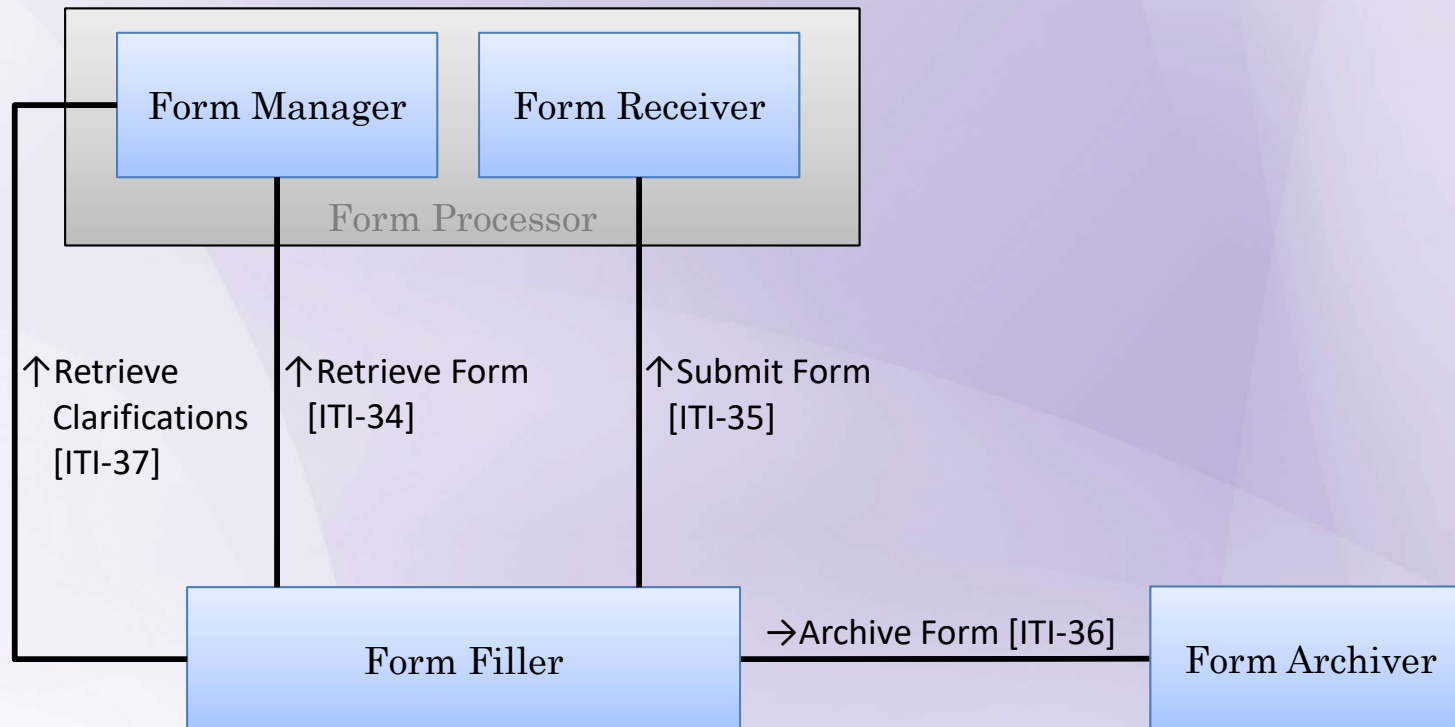 Form Manager
Form Receiver
Form Processor
↑Retrieve
Clarifications
[ITI-37]
↑Retrieve Form
[ITI-34]
↑Submit Form
[ITI-35]
Form Filler
→Archive Form [ITI-36]
Form Archiver